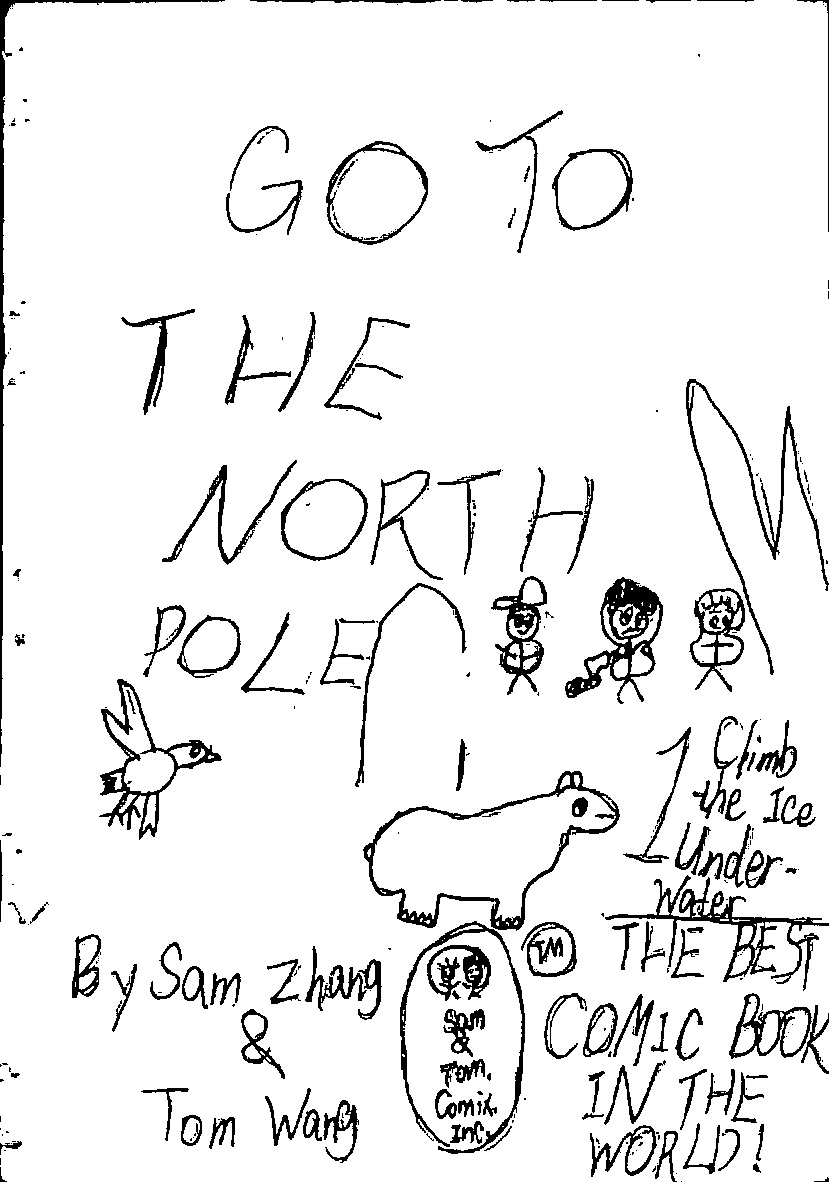 GO TO
THE
NORTH
POLE
1 Climb
the Ice
Under-
Water
By Sam Zhang
&
Tom Wang
Sam
&
Tom.
Comix.
Inc.
TM
THE BEST
COMIC BOOK
IN THE
WORLD!